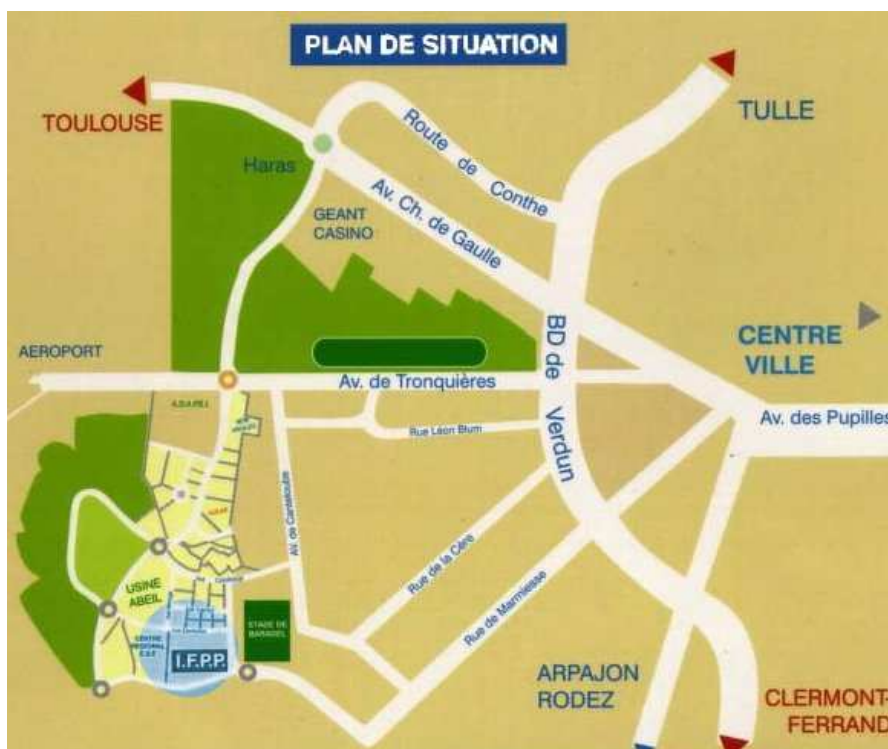 PLAN DE SITUATION
TOULOUSE
TULLE
Route de Conthe
Haras
Av. Ch. de Gaulle
GEANT
CASINO
BD de Verdun
CENTRE
VILLE
AEROPORT
Av. de Tronquières
Av. des Pupilles
Rue Léon Blum
Av. de Canteloube
Rue de la Cère
Rue de Marmiesse
USINE
ABEIL
STADE DE
BARADEL
CENTRE
REGIONAL
I.F.P.P.
ARPAJON
RODEZ
CLERMONT-
FERRAND